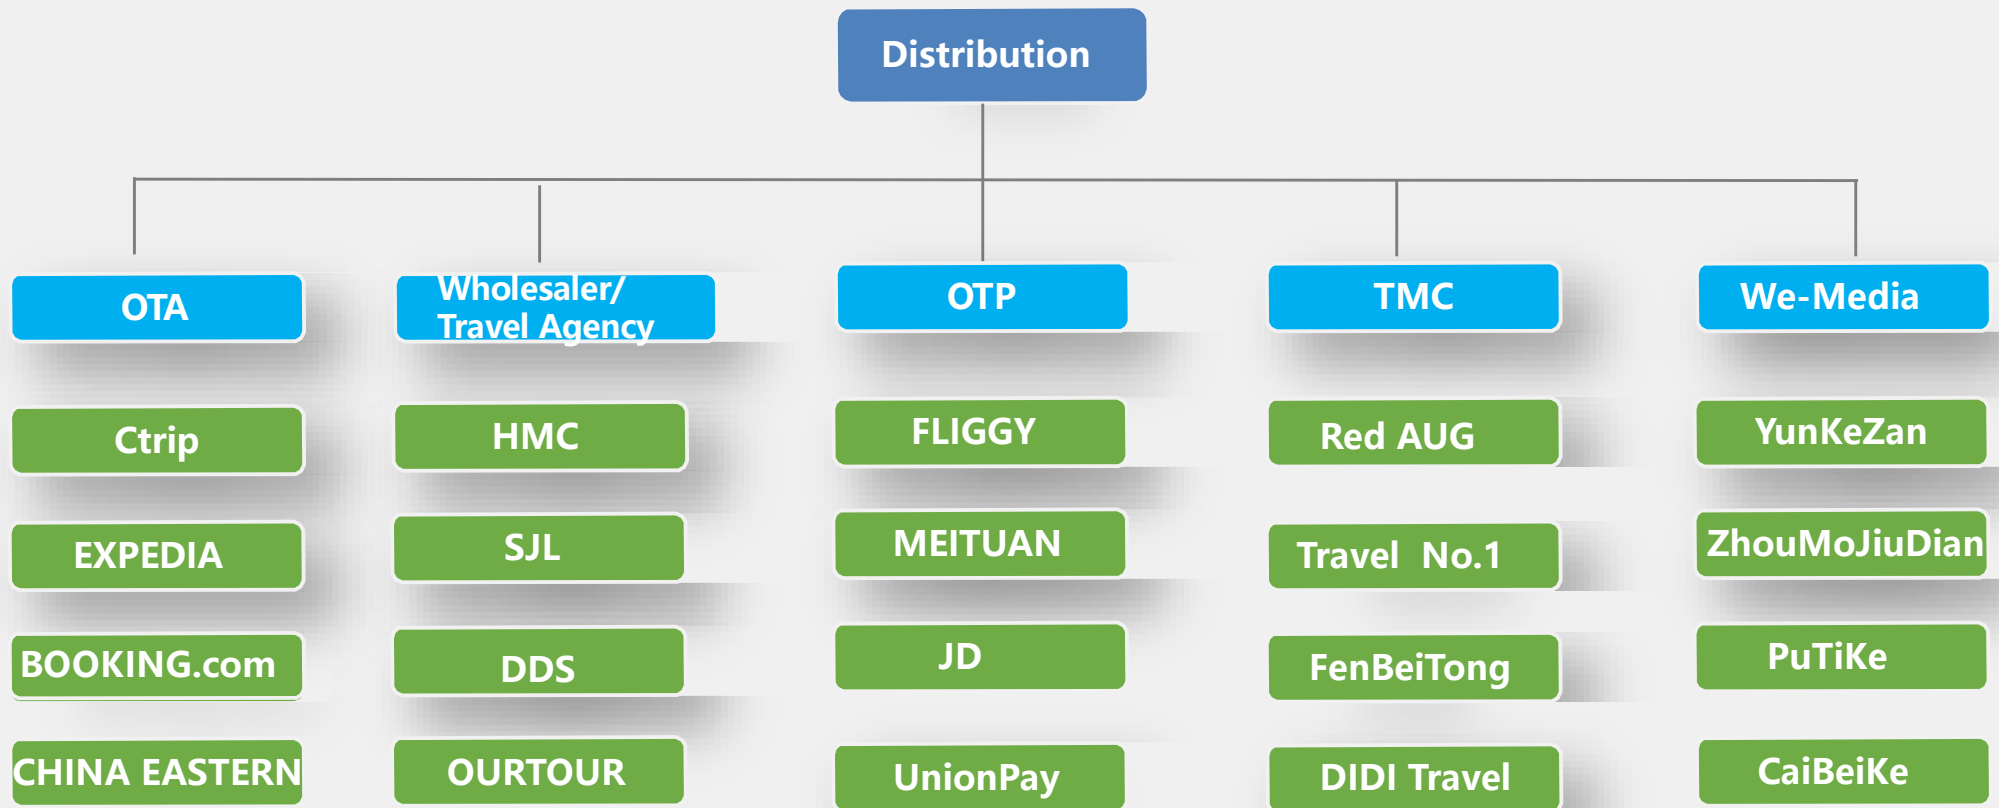 Distribution
OTA
Wholesaler/
Travel Agency
OTP
TMC
We-Media
Ctrip
HMC
FLIGGY
Red AUG
YunKeZan
EXPEDIA
SJL
MEITUAN
Travel No.1
ZhouMoJiuDian
BOOKING.com
DDS
JD
FenBeiTong
PuTiKe
CHINA EASTERN
OURTOUR
UnionPay
DIDI Travel
CaiBeiKe